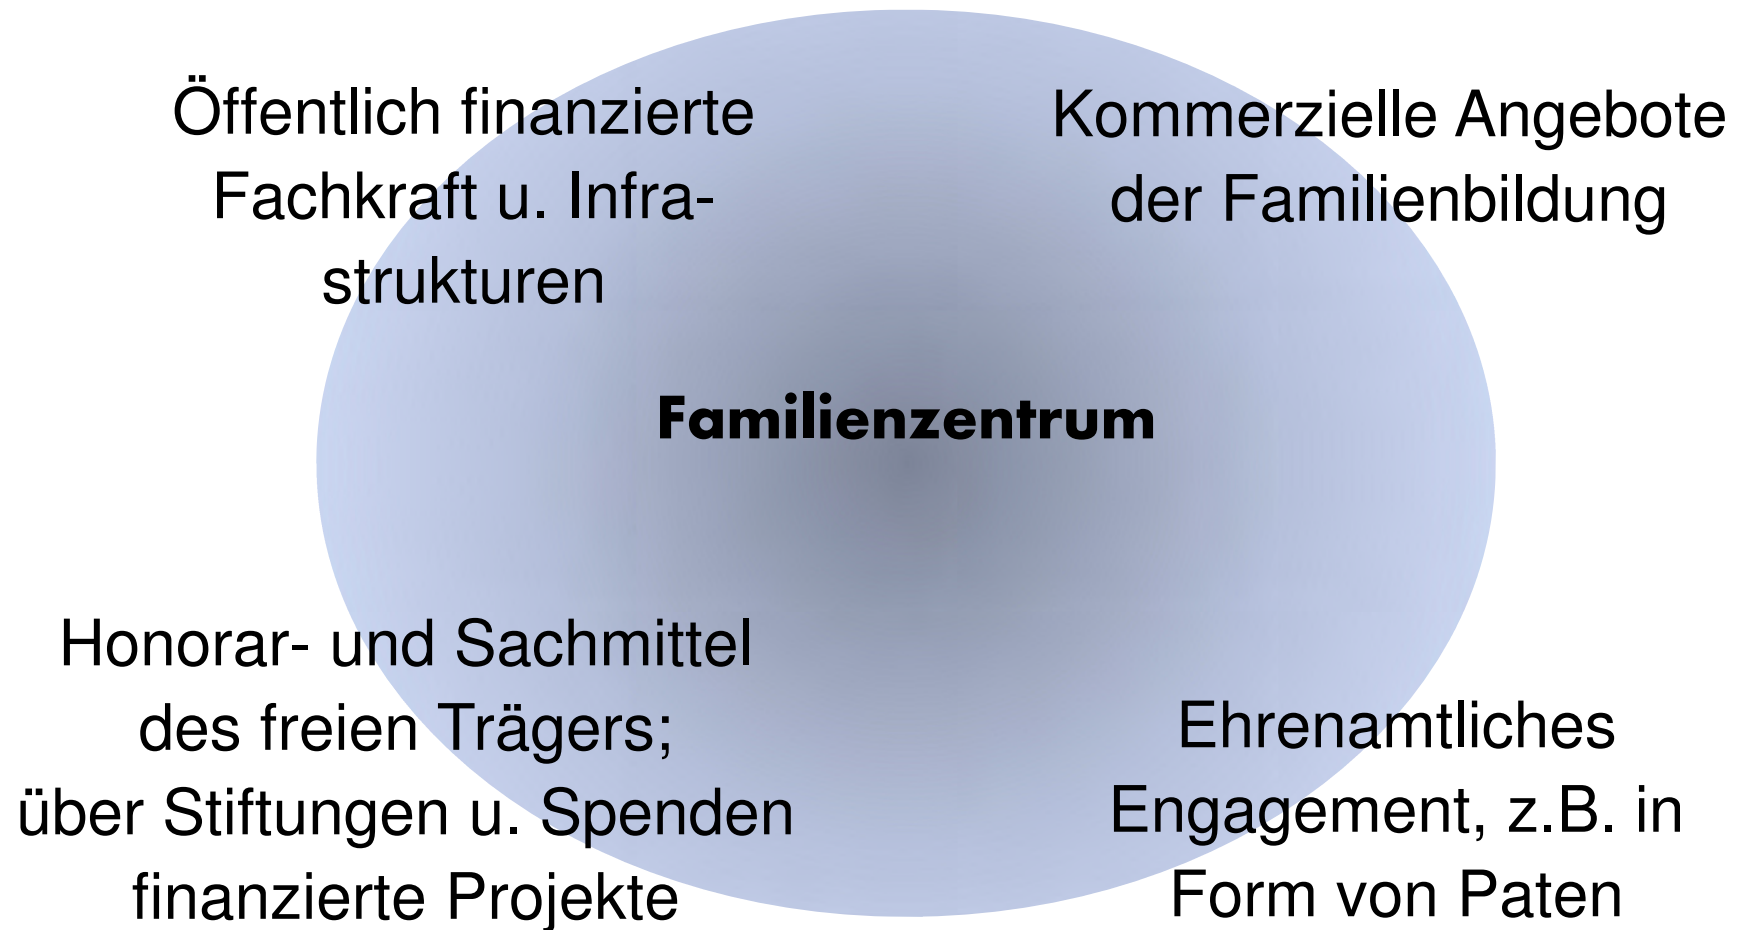 Öffentlich finanzierte
Fachkraft u. Infra-
strukturen
Kommerzielle Angebote
der Familienbildung
Familienzentrum
Honorar- und Sachmittel
des freien Trägers;
über Stiftungen u. Spenden
finanzierte Projekte
Ehrenamtliches
Engagement, z.B. in
Form von Paten